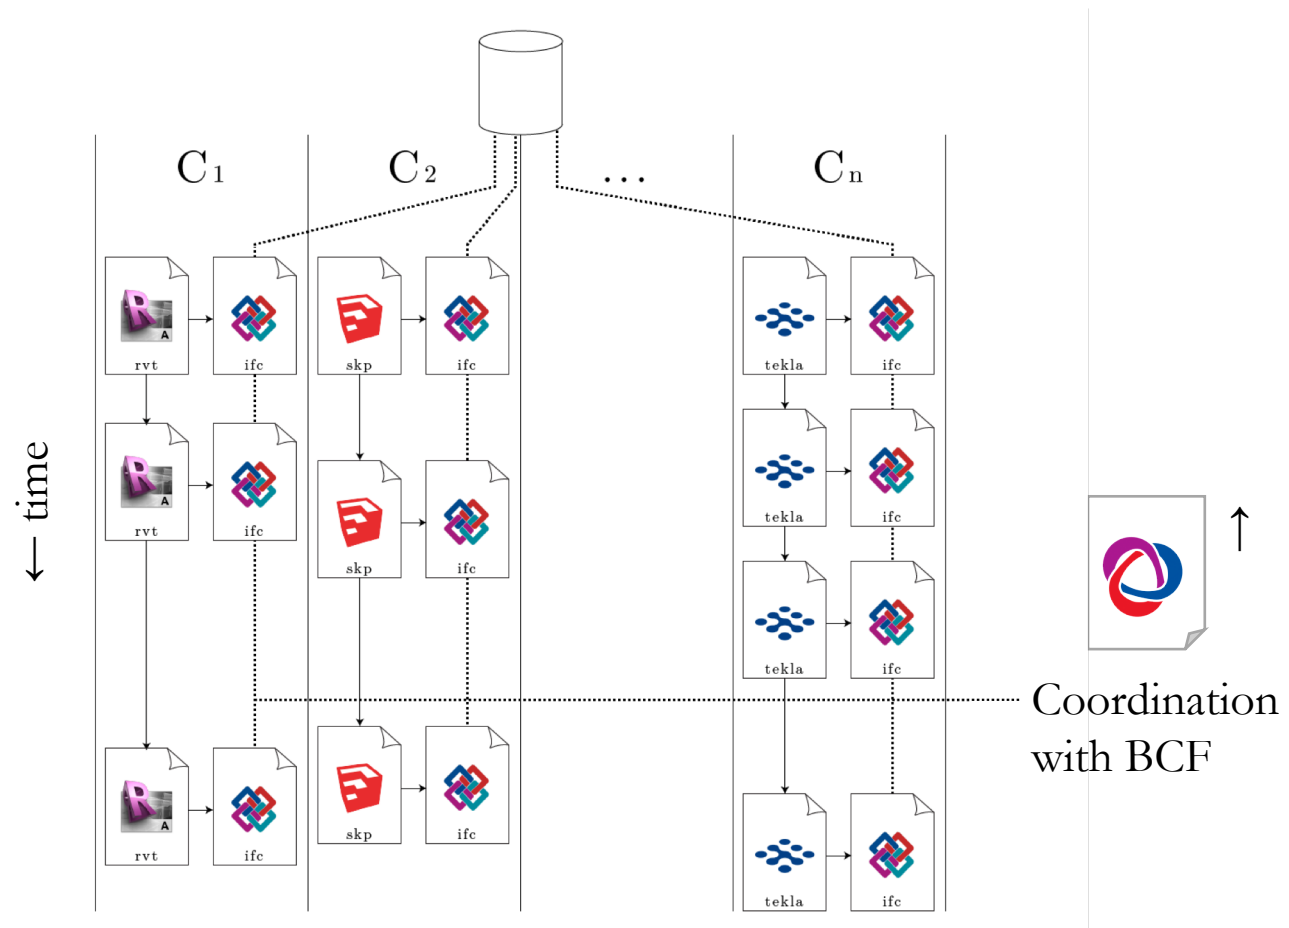 C1
C2
...
Cn
rvt
ifc
skp
ifc
tekla
ifc
rvt
ifc
skp
ifc
tekla
ifc
tekla
ifc
rvt
ifc
skp
ifc
tekla
ifc
← time
R
A
R
A
R
A
↑
Coordination
with BCF